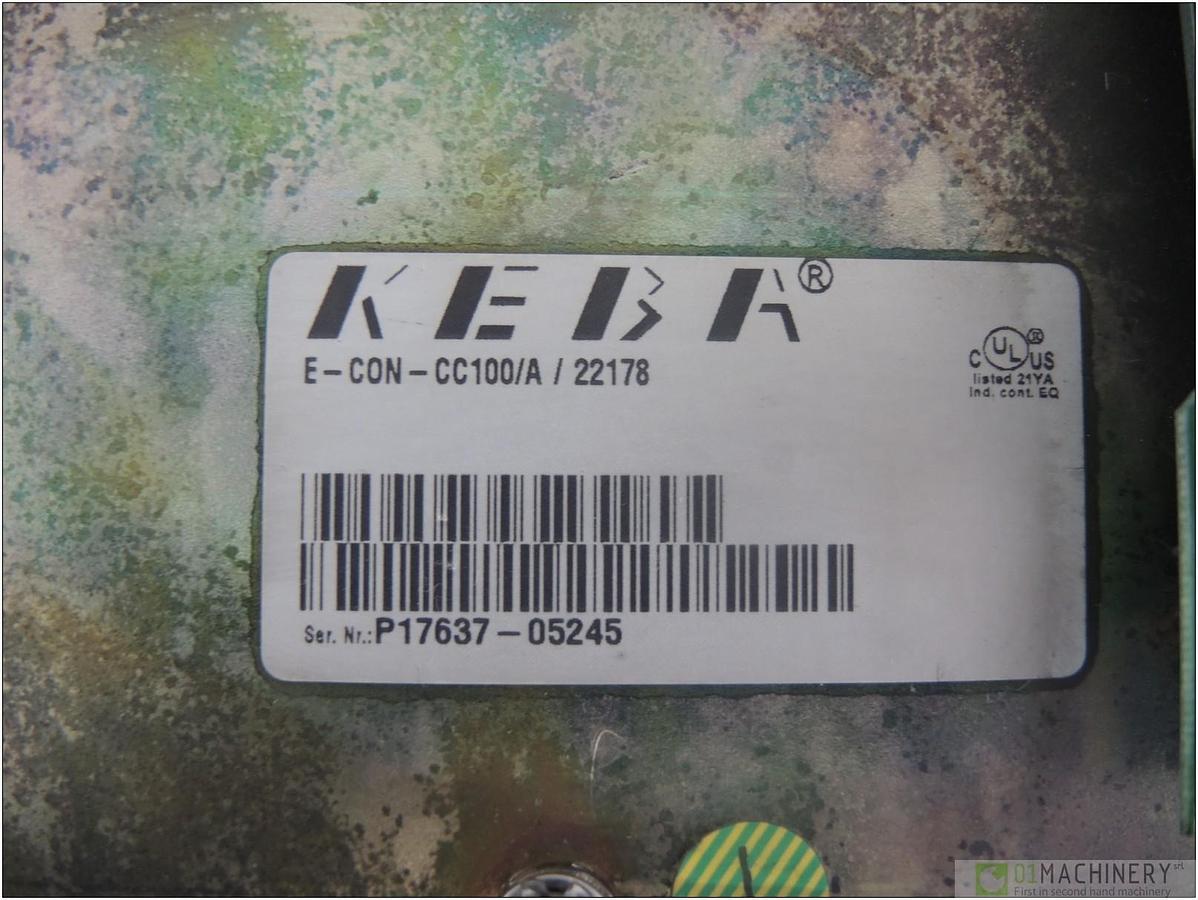 KEBA®
E-CON-CC100/A / 22178
C UL US
listed 21YA
Ind. cont. EQ
Ser. Nr.: P17637-05245
01MACHINERY srl
First in second hand machinery